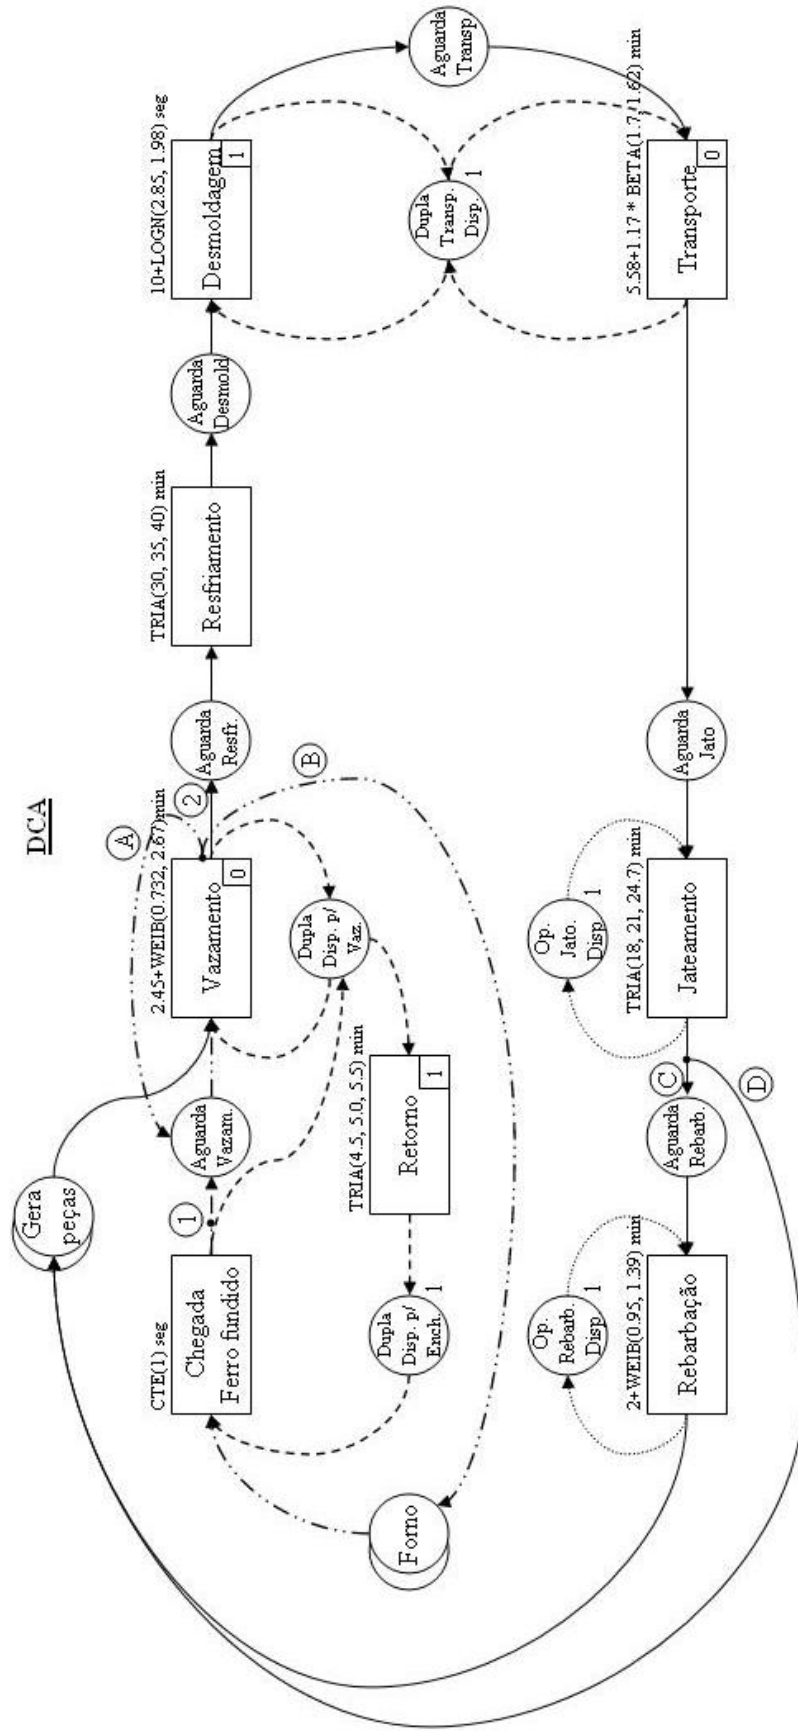 DCA
Gera
peças
CTE(1) seg
Chegada
Ferro fundido
1
Aguarda
Vazam.
A
2.45+WEIB(0.732, 2.67)min
Vazamento
0
2
B
Aguarda
Resfr.
TRIA(30, 35, 40) min
Resfriamento
Aguarda
Desmold
10+LOGN(2.85, 1.98) seg
Desmoldagem
1
Aguarda
Transp
Dupla
Transp.
Disp.
1
Dupla
Disp. p/
Vaz.
TRIA(4.5, 5.0, 5.5) min
Retorno
1
Dupla
Disp. p/
Ench.
1
Forno
5.58+1.17 * BETA(1.7, 1.62) min
Transporte
0
Aguarda
Jato
Op.
Jato.
Disp
1
TRIA(18, 21, 24.7) min
Jateamento
C
D
Aguarda
Rebarb.
Op.
Rebarb.
Disp
1
2+WEIB(0.95, 1.39) min
Rebarbação